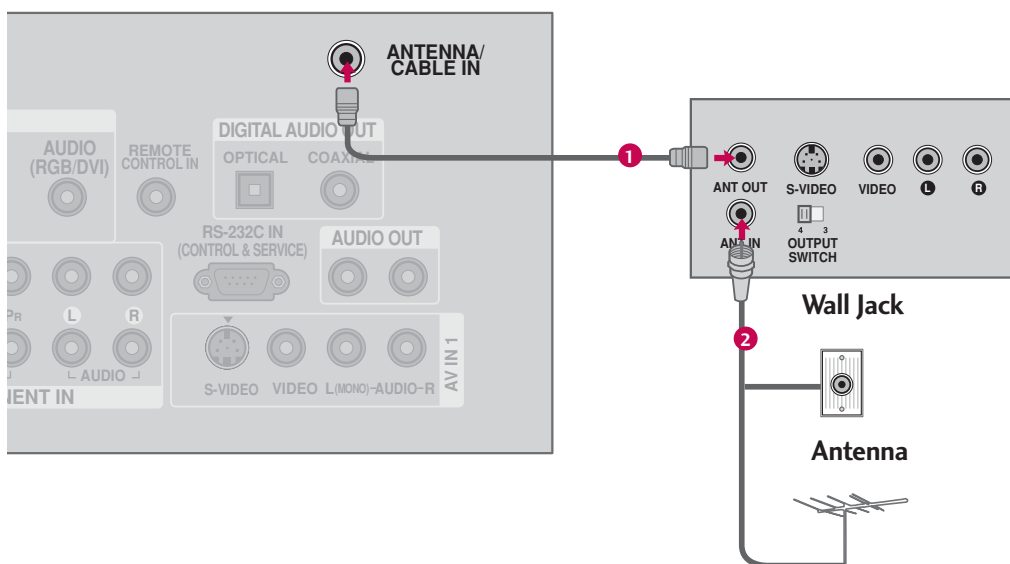 ANTENNA/
CABLE IN
AUDIO
(RGB/DVI)
REMOTE
CONTROL IN
DIGITAL AUDIO OUT
OPTICAL
COAXIAL
RS-232C IN
(CONTROL & SERVICE)
AUDIO OUT
PR
L
R
AUDIO
NENT IN
S-VIDEO
VIDEO
L(MONO)-AUDIO-R
AV IN 1
1
ANT OUT
S-VIDEO
VIDEO
L
R
ANT IN
4 3
OUTPUT
SWITCH
2
Wall Jack
Antenna